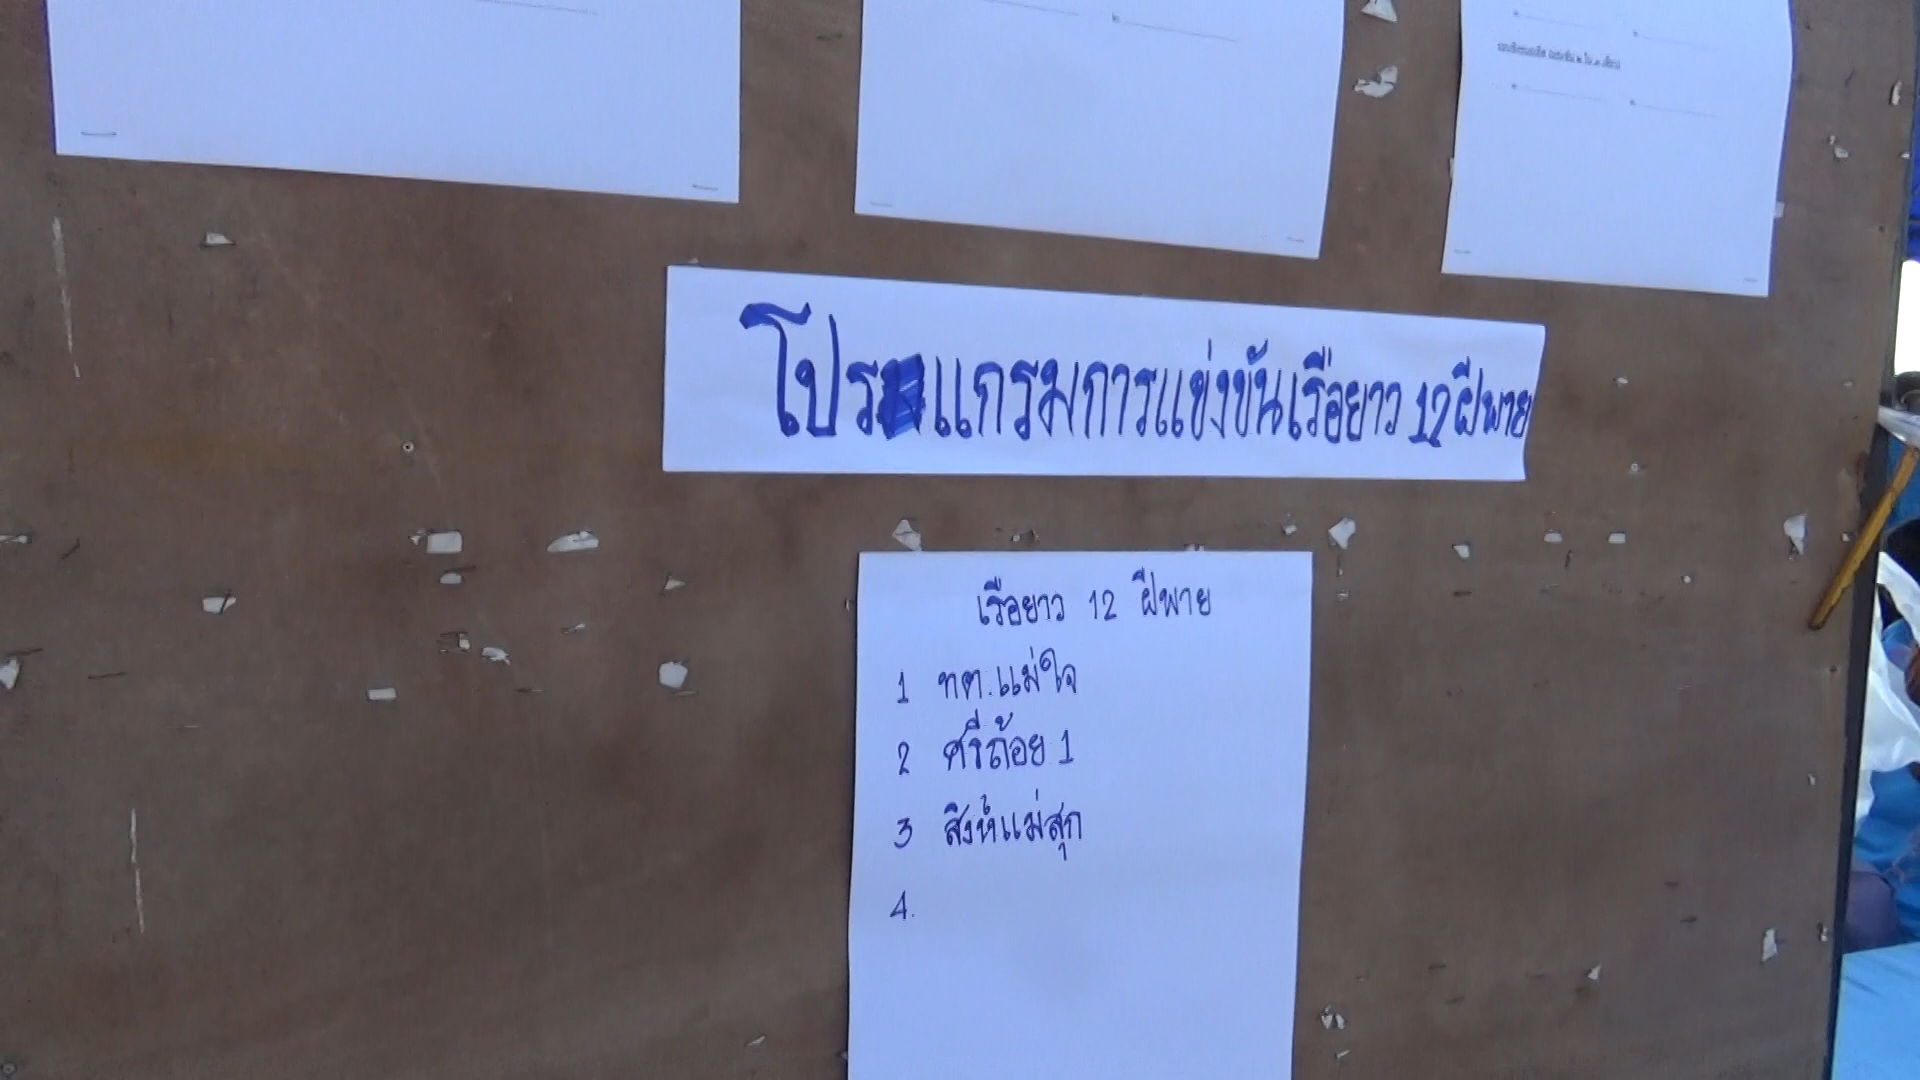 โปรแกรมการแข่งขันเรือยาว 12 ฝีพาย
เรือยาว 12 ฝีพาย
1 ทต.แม่ใจ
2 ศรีถ้อย 1
3 สิงห์แม่สุก
4.